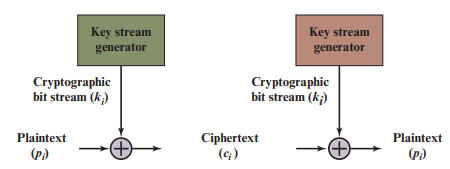 Key stream
generator
Cryptographic
bit stream (kᵢ)
Plaintext
(pᵢ)
Ciphertext
(cᵢ)
Key stream
generator
Cryptographic
bit stream (kᵢ)
Plaintext
(pᵢ)